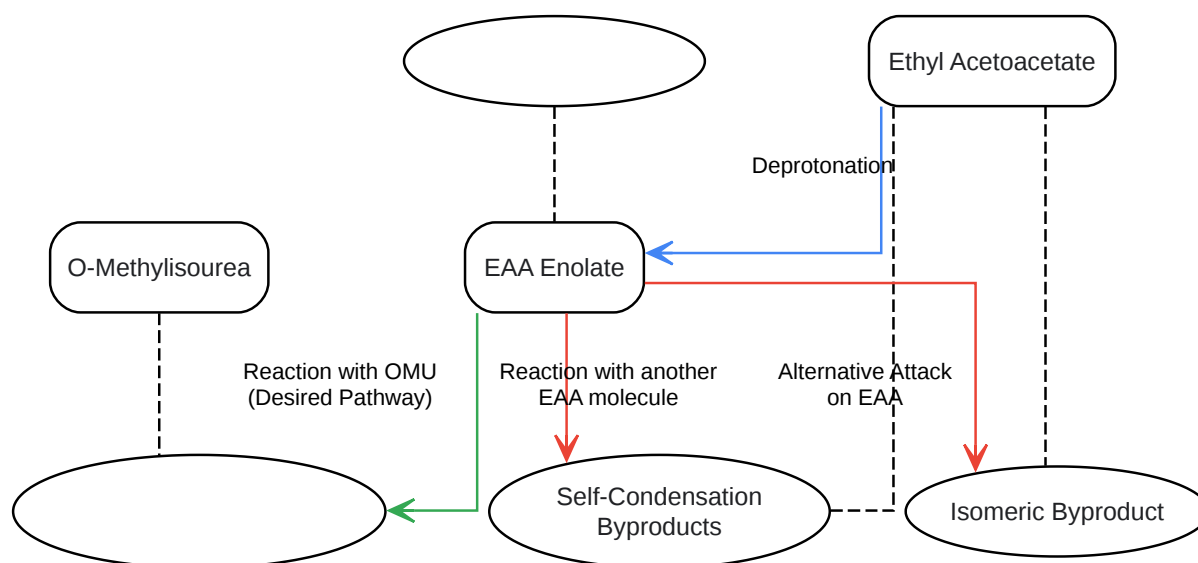 Ethyl Acetoacetate
Deprotonation
O-Methylisourea
EAA Enolate
Reaction with OMU
(Desired Pathway)
Reaction with another
EAA molecule
Alternative Attack
on EAA
Self-Condensation
Byproducts
Isomeric Byproduct